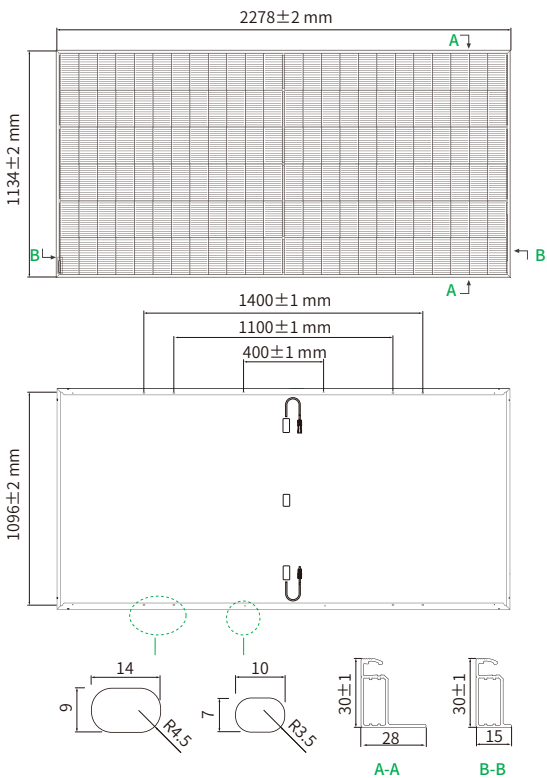 2278±2 mm
A
1134±2 mm
B
B
A
1400±1 mm
1100±1 mm
400±1 mm
1096±2 mm
14
9
R4.5
10
7
R3.5
30±1
28
A-A
30±1
15
B-B